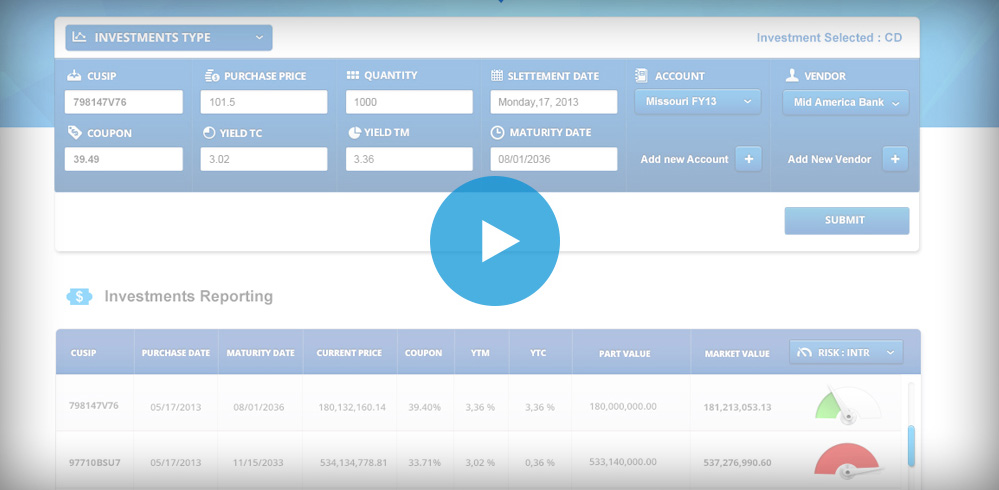 INVESTMENTS TYPE Investment Selected : CD
CUSIP PURCHASE PRICE QUANTITY SLETTEMENT DATE ACCOUNT VENDOR
798147V76 101.5 1000 Monday,17, 2013 Missouri FY13 Mid America Bank
COUPON YIELD TC YIELD TM MATURITY DATE
39.49 3.02 3.36 08/01/2036 Add new Account + Add New Vendor +
SUBMIT
$ Investments Reporting
CUSIP PURCHASE DATE MATURITY DATE CURRENT PRICE COUPON YTM YTC PART VALUE MARKET VALUE RISK : INTR
798147V76 05/17/2013 08/01/2036 180,132,160.14 39.40% 3,36 % 3,36 % 180,000,000.00 181,213,053.13
97710BSU7 05/17/2013 11/15/2033 534,134,778.81 33.71% 3,02 % 0,36 % 533,140,000.00 537,276,990.60